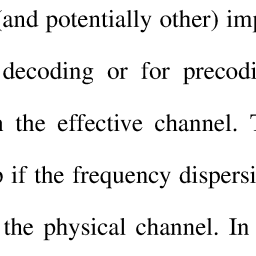 (and potentially other) imp
decoding or for precodi
the effective channel.
if the frequency dispersi
the physical channel. In